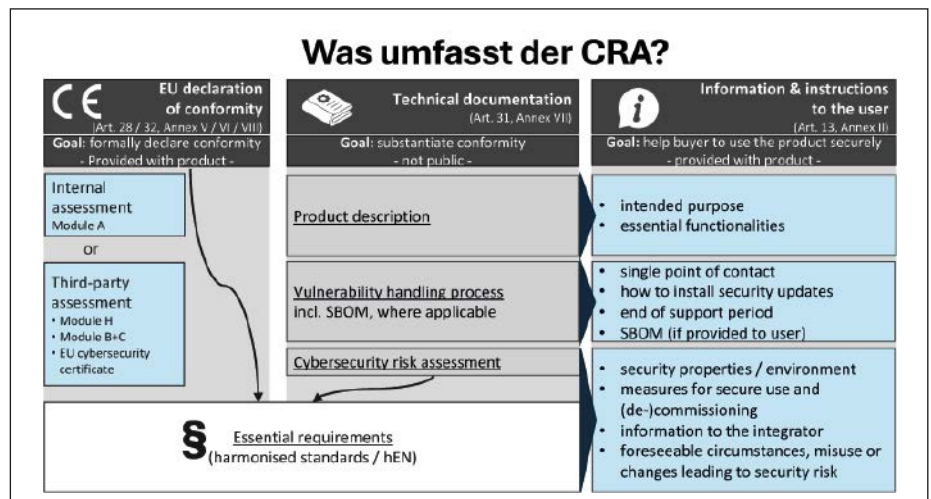 Was umfasst der CRA?
CE
EU declaration
of conformity
(Art. 28 / 32, Annex V / VI / VIII)
Goal: formally declare conformity
- Provided with product -
Internal
assessment
Module A
or
Third-party
assessment
• Module H
• Module B+C
• EU cybersecurity
certificate
Technical documentation
(Art. 31, Annex VII)
Goal: substantiate conformity
- not public -
Product description
Vulnerability handling process
incl. SBOM, where applicable
Cybersecurity risk assessment
§ Essential requirements
(harmonised standards / hEN)
Information & instructions
to the user
(Art. 13, Annex II)
Goal: help buyer to use the product securely
- provided with product -
• intended purpose
• essential functionalities
• single point of contact
• how to install security updates
• end of support period
• SBOM (if provided to user)
• security properties / environment
• measures for secure use and
(de-)commissioning
• information to the integrator
• foreseeable circumstances, misuse or
changes leading to security risk